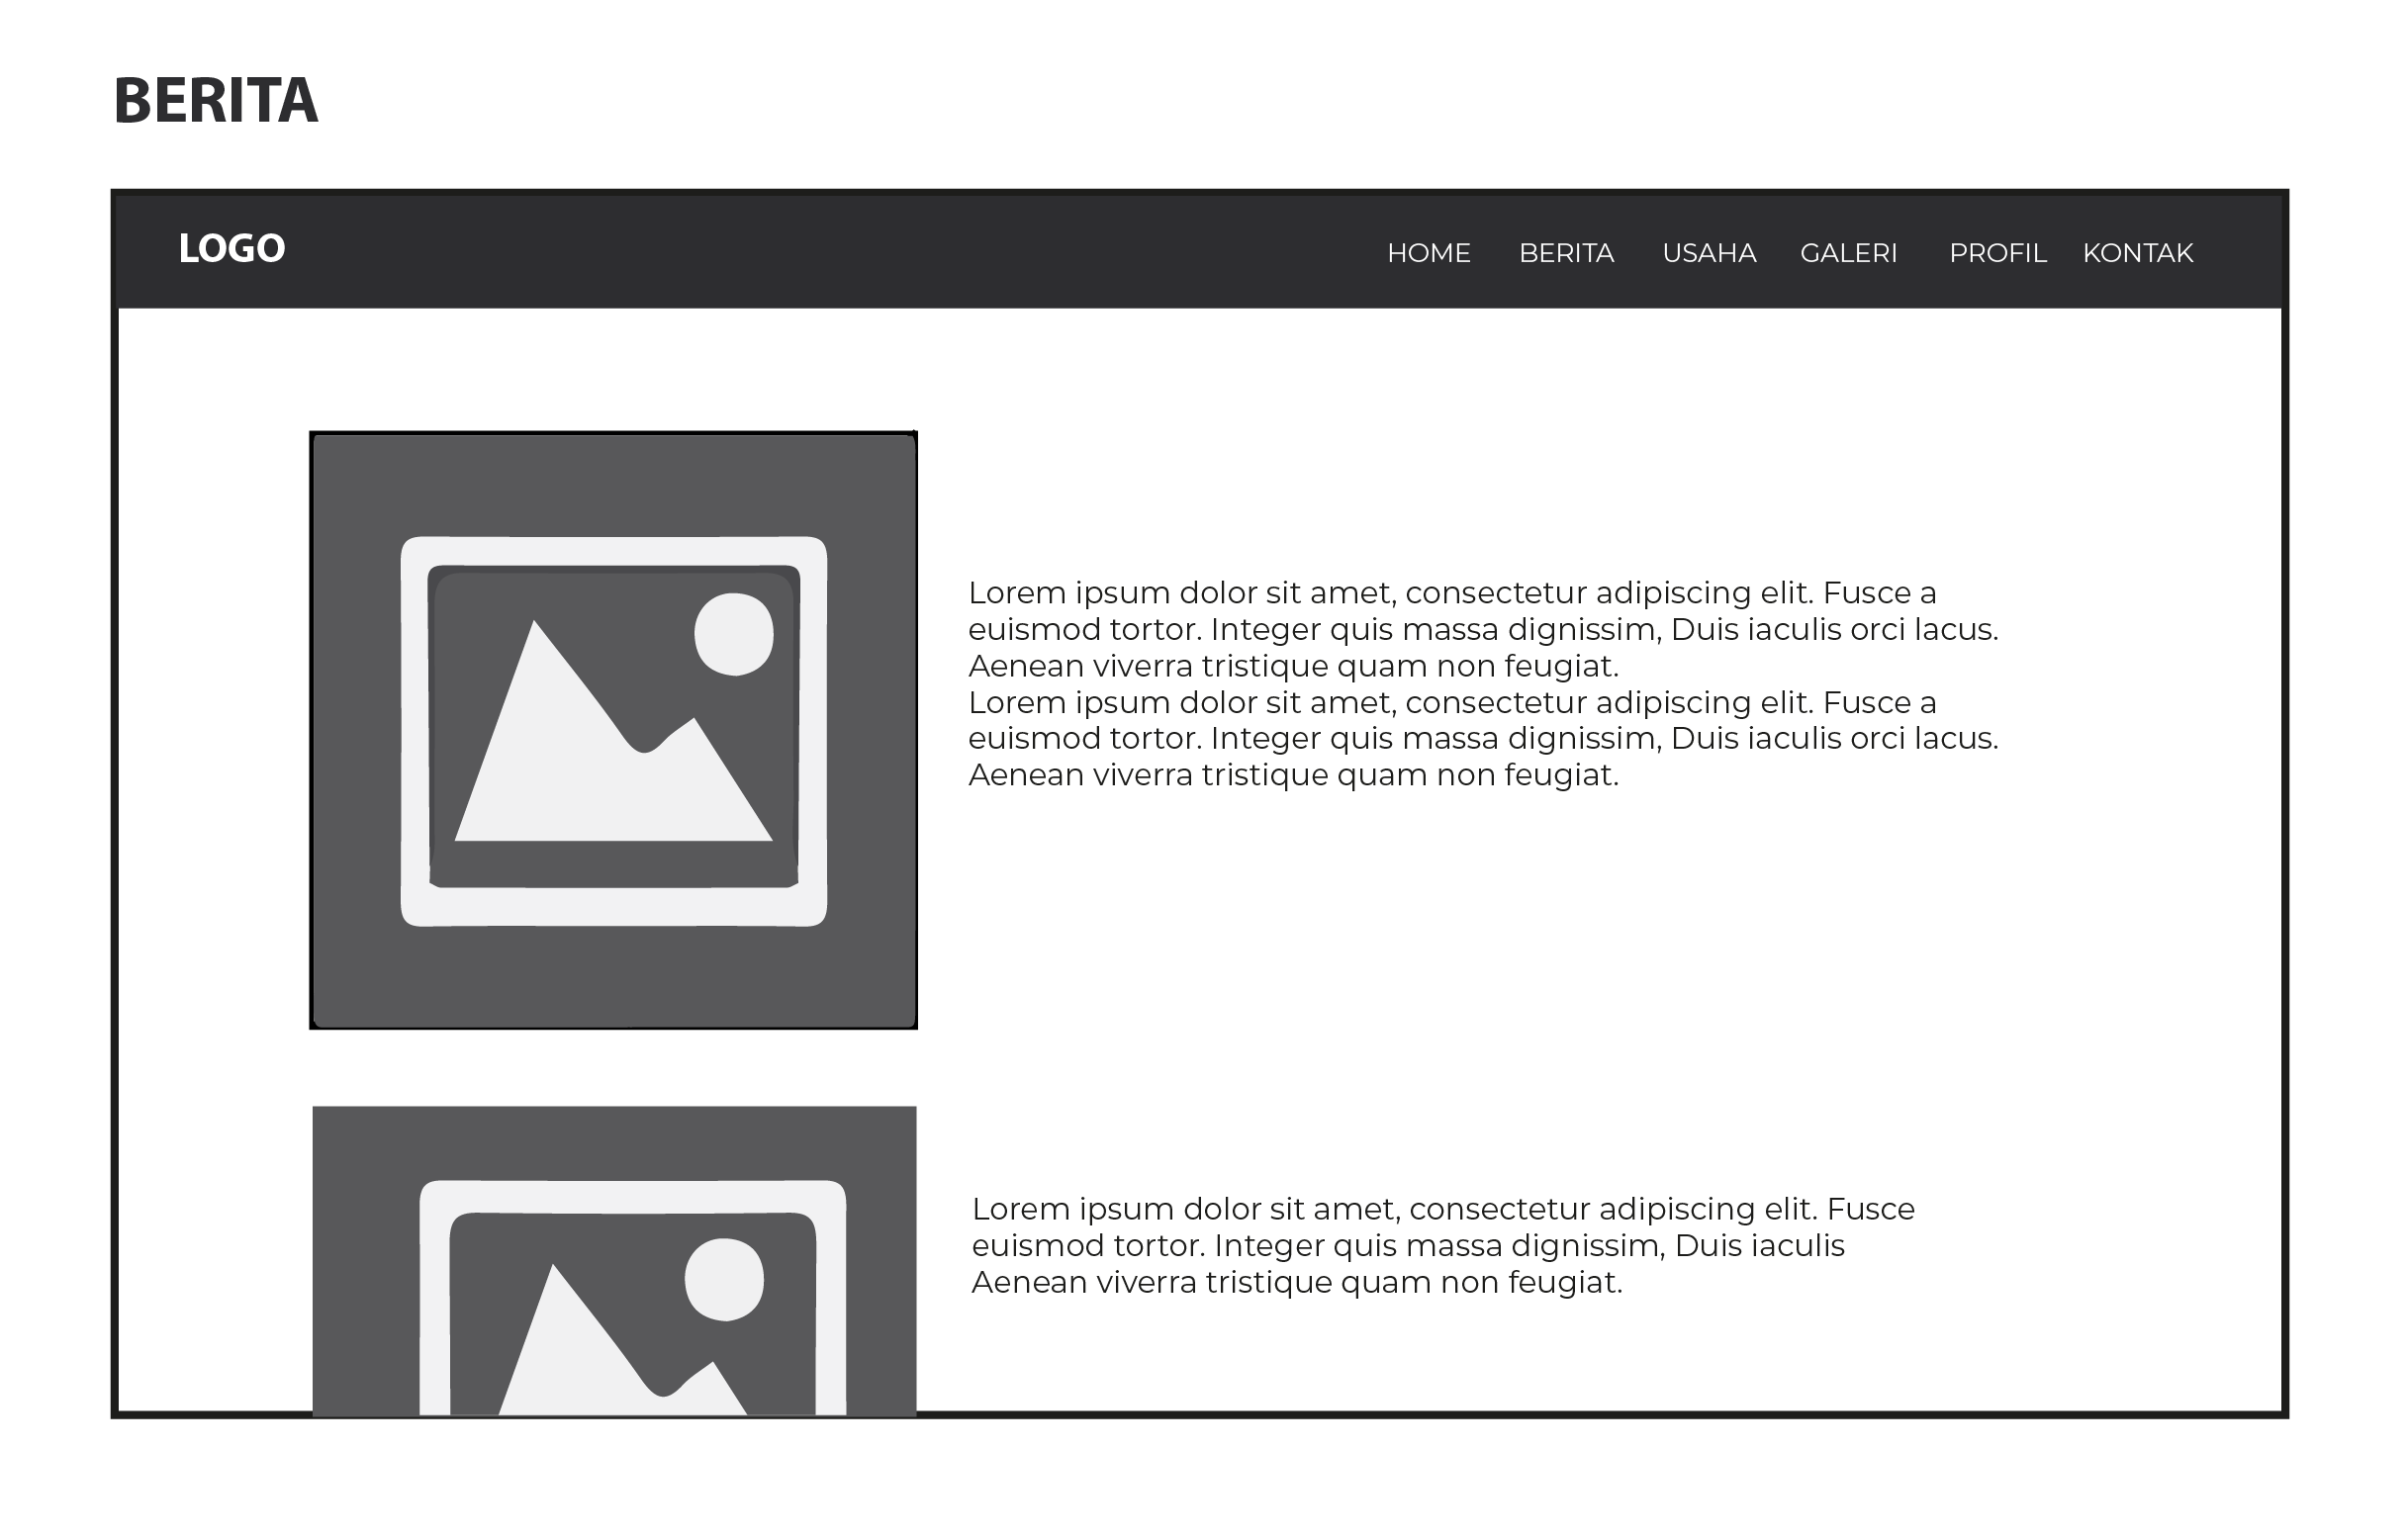 BERITA
LOGO HOME BERITA USAHA GALERI PROFIL KONTAK
Lorem ipsum dolor sit amet, consectetur adipiscing elit. Fusce a
euismod tortor. Integer quis massa dignissim, Duis iaculis orci lacus.
Aenean viverra tristique quam non feugiat.
Lorem ipsum dolor sit amet, consectetur adipiscing elit. Fusce a
euismod tortor. Integer quis massa dignissim, Duis iaculis orci lacus.
Aenean viverra tristique quam non feugiat.
Lorem ipsum dolor sit amet, consectetur adipiscing elit. Fusce
euismod tortor. Integer quis massa dignissim, Duis iaculis
Aenean viverra tristique quam non feugiat.